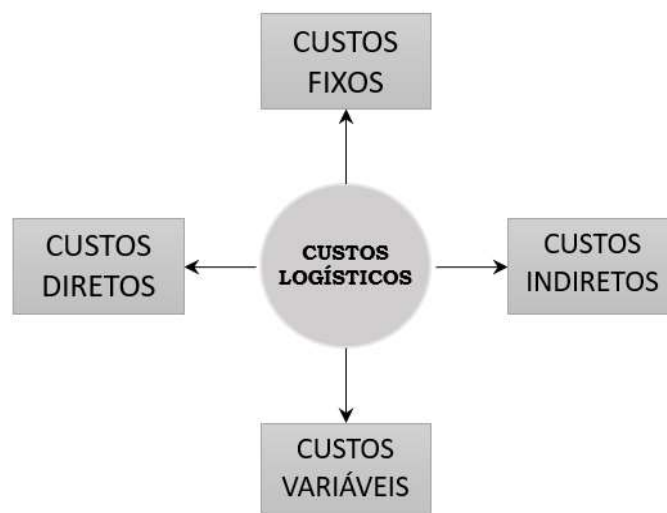 CUSTOS
FIXOS
CUSTOS
DIRETOS
CUSTOS
LOGÍSTICOS
CUSTOS
INDIRETOS
CUSTOS
VARIÁVEIS